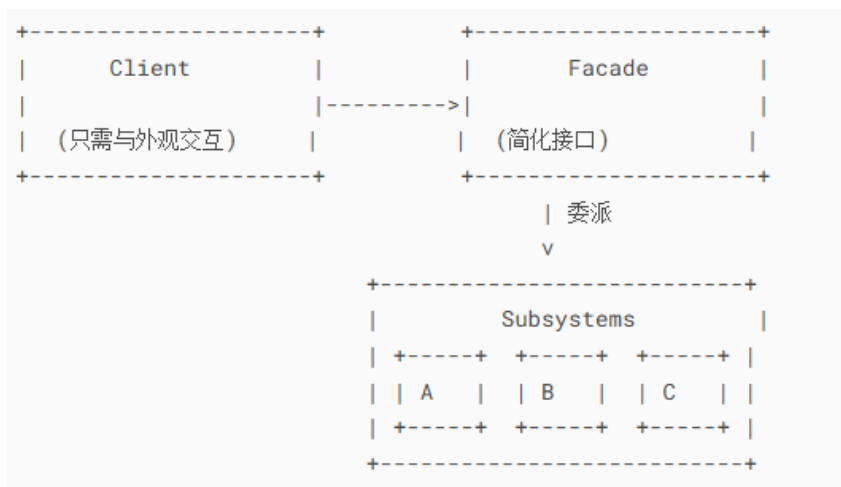 +---------------------+          +---------------------+
|      Client         |          |       Facade        |
|                     |--------->|                     |
|  (只需与外观交互)     |          |  (简化接口)          |
+---------------------+          +---------------------+
                                       | 委派
                                       v
                          +---------------------------+
                          |         Subsystems         |
                          | +-----+  +-----+  +-----+ |
                          | | A   |  | B   |  | C   | |
                          | +-----+  +-----+  +-----+ |
                          +---------------------------+